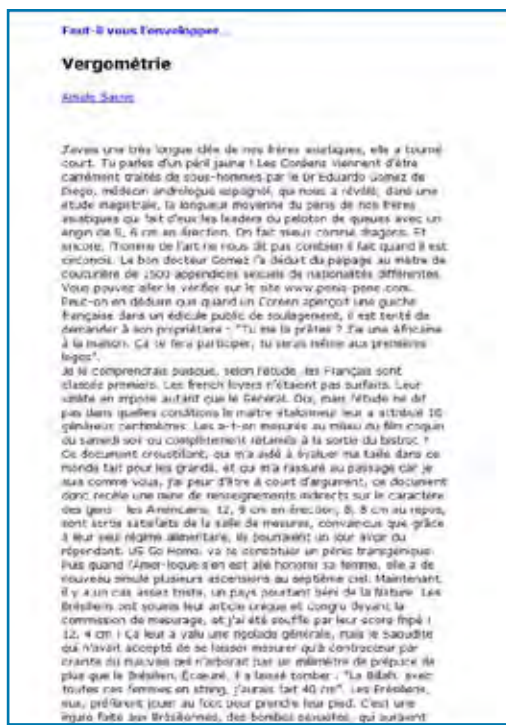 Faut-il vous l'envelopper...
Vergométrie
J'avais une très longue idée de nos frères asiatiques, elle a tourné
court. Tu parles d'un péril jaune ! Les Coréens viennent d'être
carrément traités de sous-hommes par le Dr Eduardo Gomez de
Diego, médecin andrologue espagnol, qui nous a révélé, dans une
étude magistrale, la longueur moyenne du pénis de nos frères
asiatiques qui fait d'eux les leaders du peloton de queues avec un
engin de 9, 6 cm en érection. On fait mieux comme dragons. Et
encore, l'homme de l'art ne nous dit pas combien il fait quand il est
circoncis. Le bon docteur Gomez l'a déduit du papage au mètre de
couturière de 1500 appendices sexuels de nationalités différentes.
Vous pouvez aller le vérifier sur le site
Peut-on en déduire que quand un Coréen aperçoit une quiche
française dans un édicule public de soulagement, il est tenté de
demander à son propriétaire : "Tu me la prêtes ? J'ai une Africaine
à la maison. Ça te fera participer, tu seras même aux premières
loges".
Je le comprendrais puisque, selon l'étude, les Français sont
classés premiers. Les french lovers n'étaient pas surfaits. Leur
en impose autant que le Général. Oui, mais l'étude ne dit
pas dans quelles conditions le maître étalonneur leur a attribué 16
généreux centimètres. Les a-t-on mesurés au milieu du film coquin
du samedi soir ou complètement retamés à la sortie du bistrot ?
Ce document croustillant, qui m'a aidé à évaluer ma taille dans ce
monde fait pour les grands, et qui m'a rassuré au passage car je
suis comme vous, j'ai peur d'être à court d'argument, ce document
donc recèle une mine de renseignements indirects sur le caractère
des gens : les Américains, 12, 9 cm en érection, 8, 8 cm au repos,
sont sortis satisfaits de la salle de mesures, convaincus que grâce
à leur seul régime alimentaire, ils pourraient un jour avoir du
répondant. US Go Home, va te constituer un pénis transgénique.
Puis quand l'Amer-loque s'en est allé honorer sa femme, elle a de
nouveau simulé plusieurs ascensions au septième ciel. Maintenant,
il y a un cas assez triste, un pays pourtant béni de la Nature. Les
Brésiliens ont soumis leur article unique et congru devant la
commission de mesurage, et j'ai été soufflé par leur score fripé !
12, 4 cm ! Ça leur a valu une rigolade générale, mais le Saoudite
qui n'avait accepté de se laisser mesurer qu'à contrecœur par
crainte du mauvais œil n'arborait pas un millimètre de prépuce de
plus que le Brésilien. Écœuré, il a laissé tomber : "La Billah, avec
toutes ces femmes en string, j'aurais fait 40 cm". Les Brésiliens,
eux, préfèrent jouer au foot pour prendre leur pied. C'est une
injure faite aux Brésiliennes, des bombes sexuelles, qui auraient